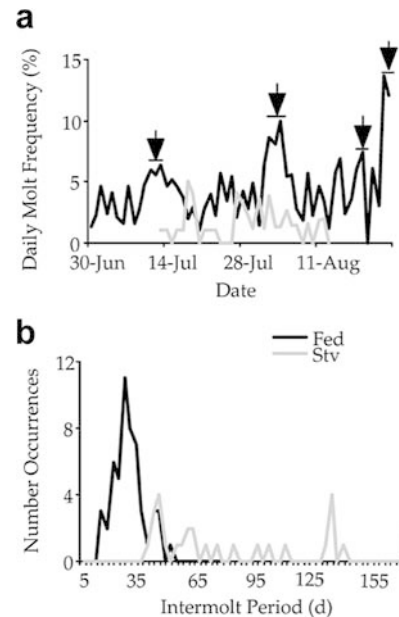 a
Daily Molt Frequency (%)
15
10
5
0
30-Jun 14-Jul 28-Jul 11-Aug
Date
b
Fed
Stv
Number Occurrences
12
8
4
0
5 35 65 95 125 155
Intermolt Period (d)